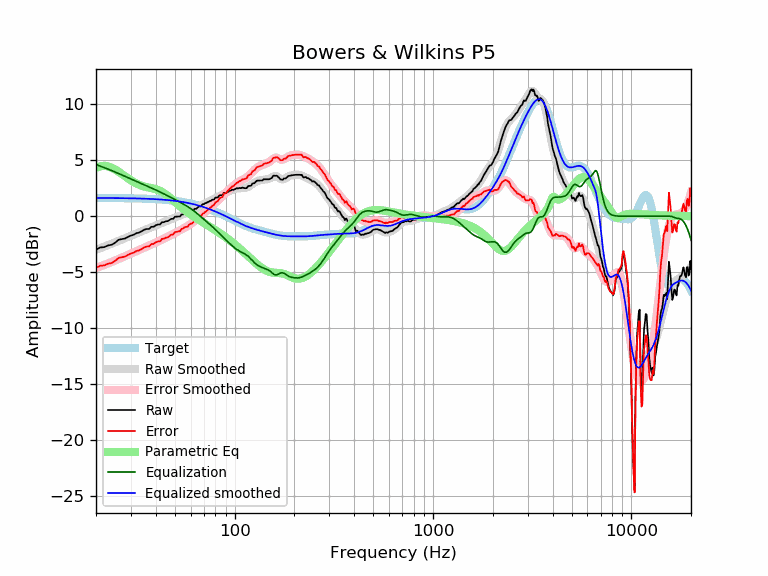 Bowers & Wilkins P5
Amplitude (dBr)
10
5
0
−5
−10
−15
−20
−25
Target
Raw Smoothed
Error Smoothed
Raw
Error
Parametric Eq
Equalization
Equalized smoothed
100
1000
10000
Frequency (Hz)